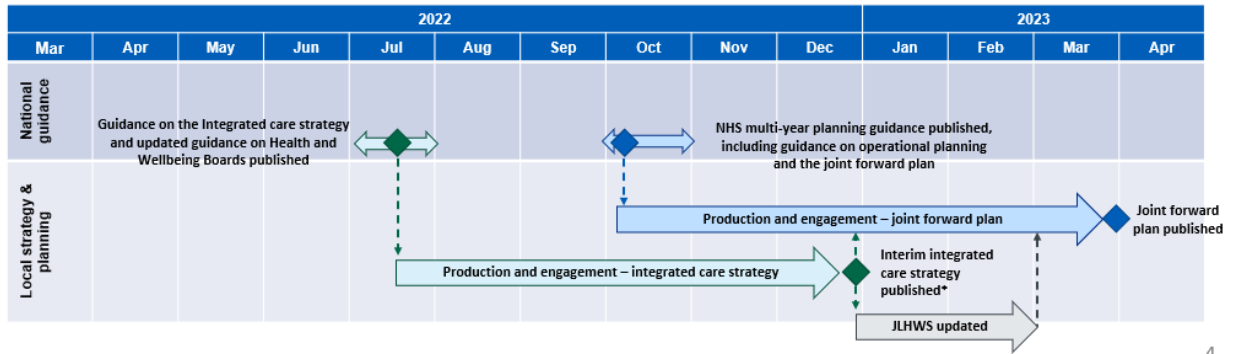 2022 2023
Mar Apr May Jun Jul Aug Sep Oct Nov Dec Jan Feb Mar Apr
National
guidance
Guidance on the Integrated care strategy
and updated guidance on Health and
Wellbeing Boards published
NHS multi-year planning guidance published,
including guidance on operational planning
and the joint forward plan
Local strategy &
planning
Production and engagement – joint forward plan
Joint forward
plan published
Production and engagement – integrated care strategy
Interim integrated
care strategy
published*
JLHWS updated
4